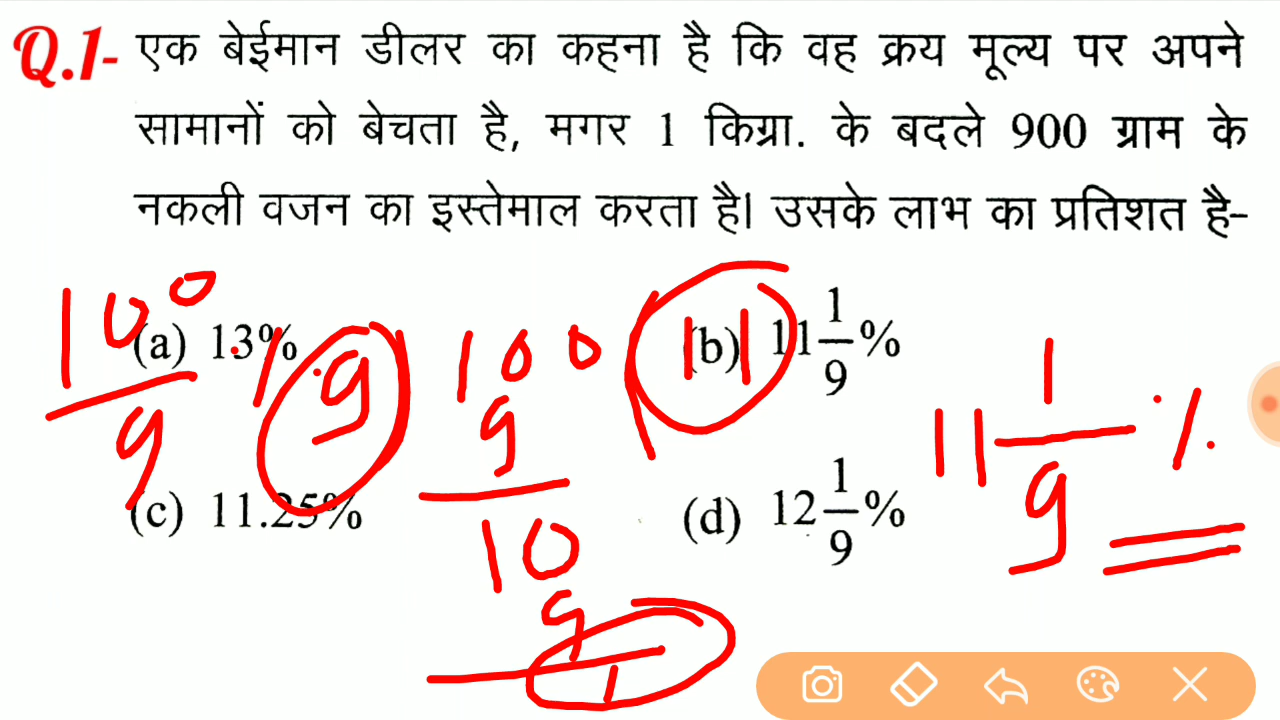 Q.1- एक बेईमान डीलर का कहना है कि वह क्रय मूल्य पर अपने
सामानों को बेचता है, मगर 1 किग्रा. के बदले 900 ग्राम के
नकली वजन का इस्तेमाल करता है। उसके लाभ का प्रतिशत है-
(a) 13%
(b) 11 1/9 %
(c) 11.25%
(d) 12 1/9 %
100/9 %
9
100
9
10
9
1
11
11 1/9 %